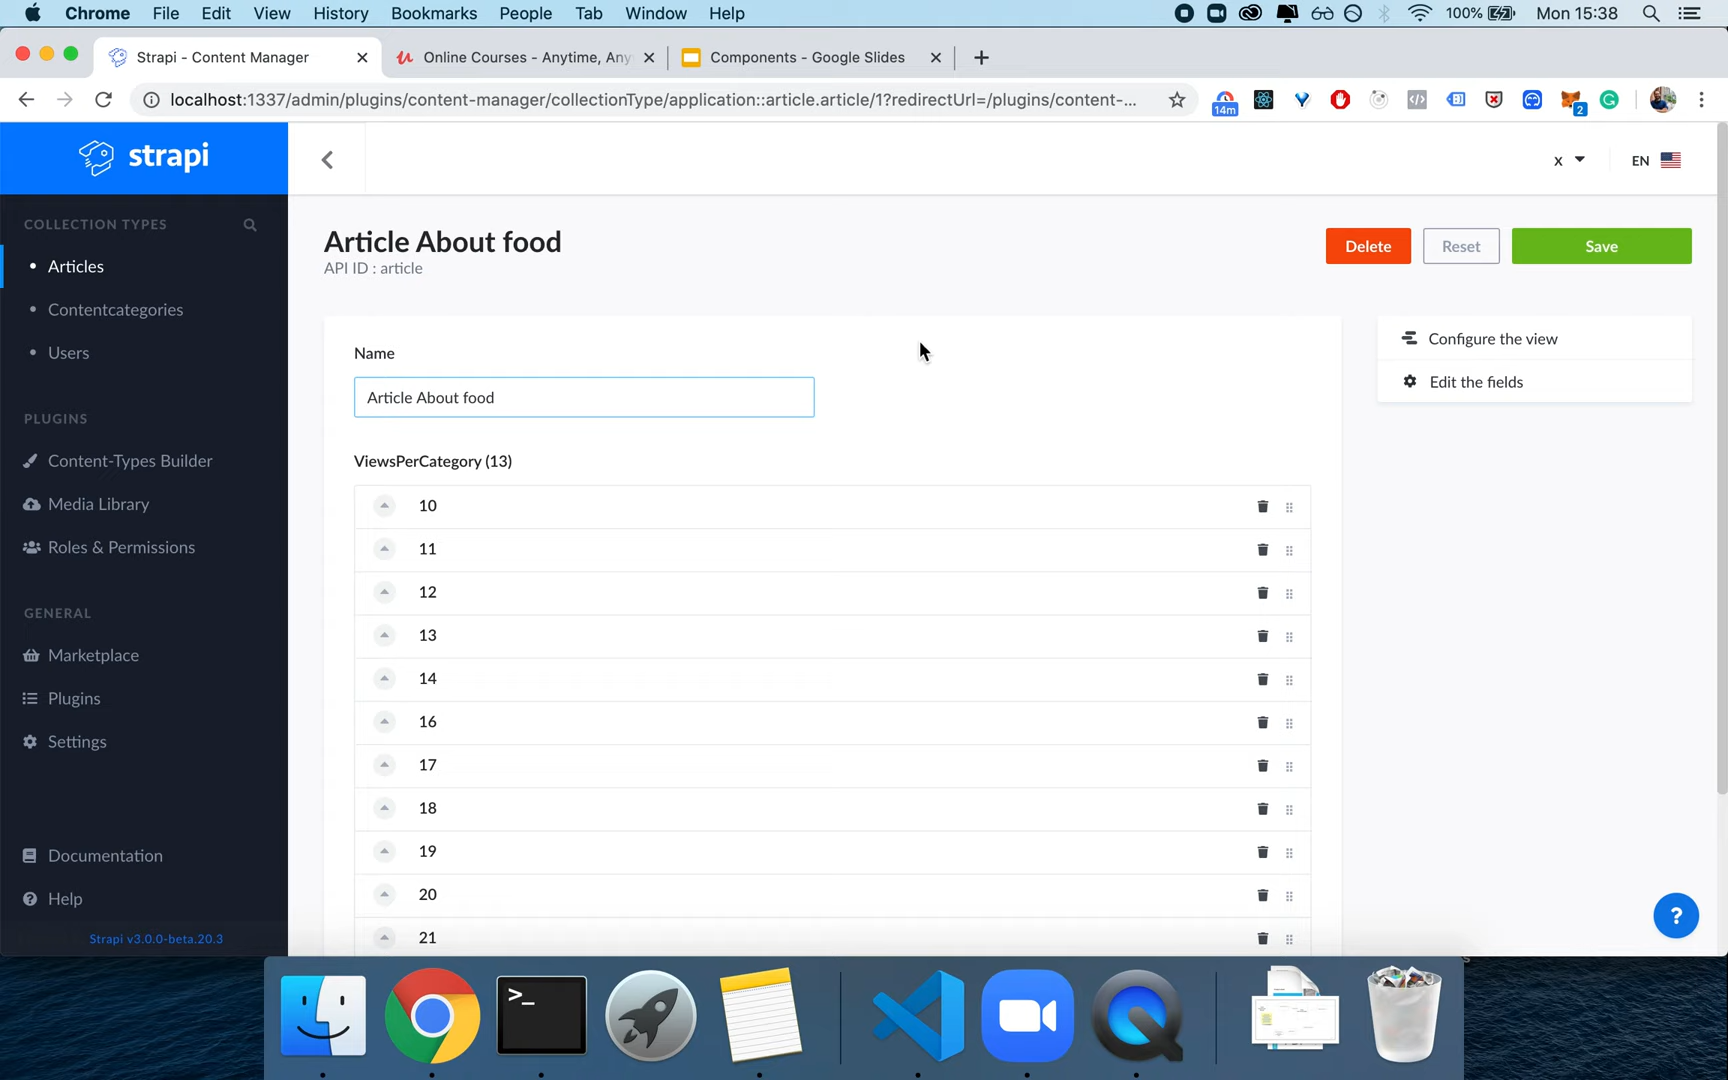 Chrome File Edit View History Bookmarks People Tab Window Help 100% Mon 15:38
Strapi - Content Manager
Online Courses - Anytime, Any
Components - Google Slides
localhost:1337/admin/plugins/content-manager/collectionType/application::article.article/1?redirectUrl=/plugins/content-...
14m
2
strapi
x
EN
COLLECTION TYPES
Articles
Contentcategories
Users
PLUGINS
Content-Types Builder
Media Library
Roles & Permissions
GENERAL
Marketplace
Plugins
Settings
Documentation
Help
Strapi v3.0.0-beta.20.3
Article About food
API ID : article
Delete
Reset
Save
Name
Article About food
ViewsPerCategory (13)
10
11
12
13
14
16
17
18
19
20
21
Configure the view
Edit the fields
?
>_